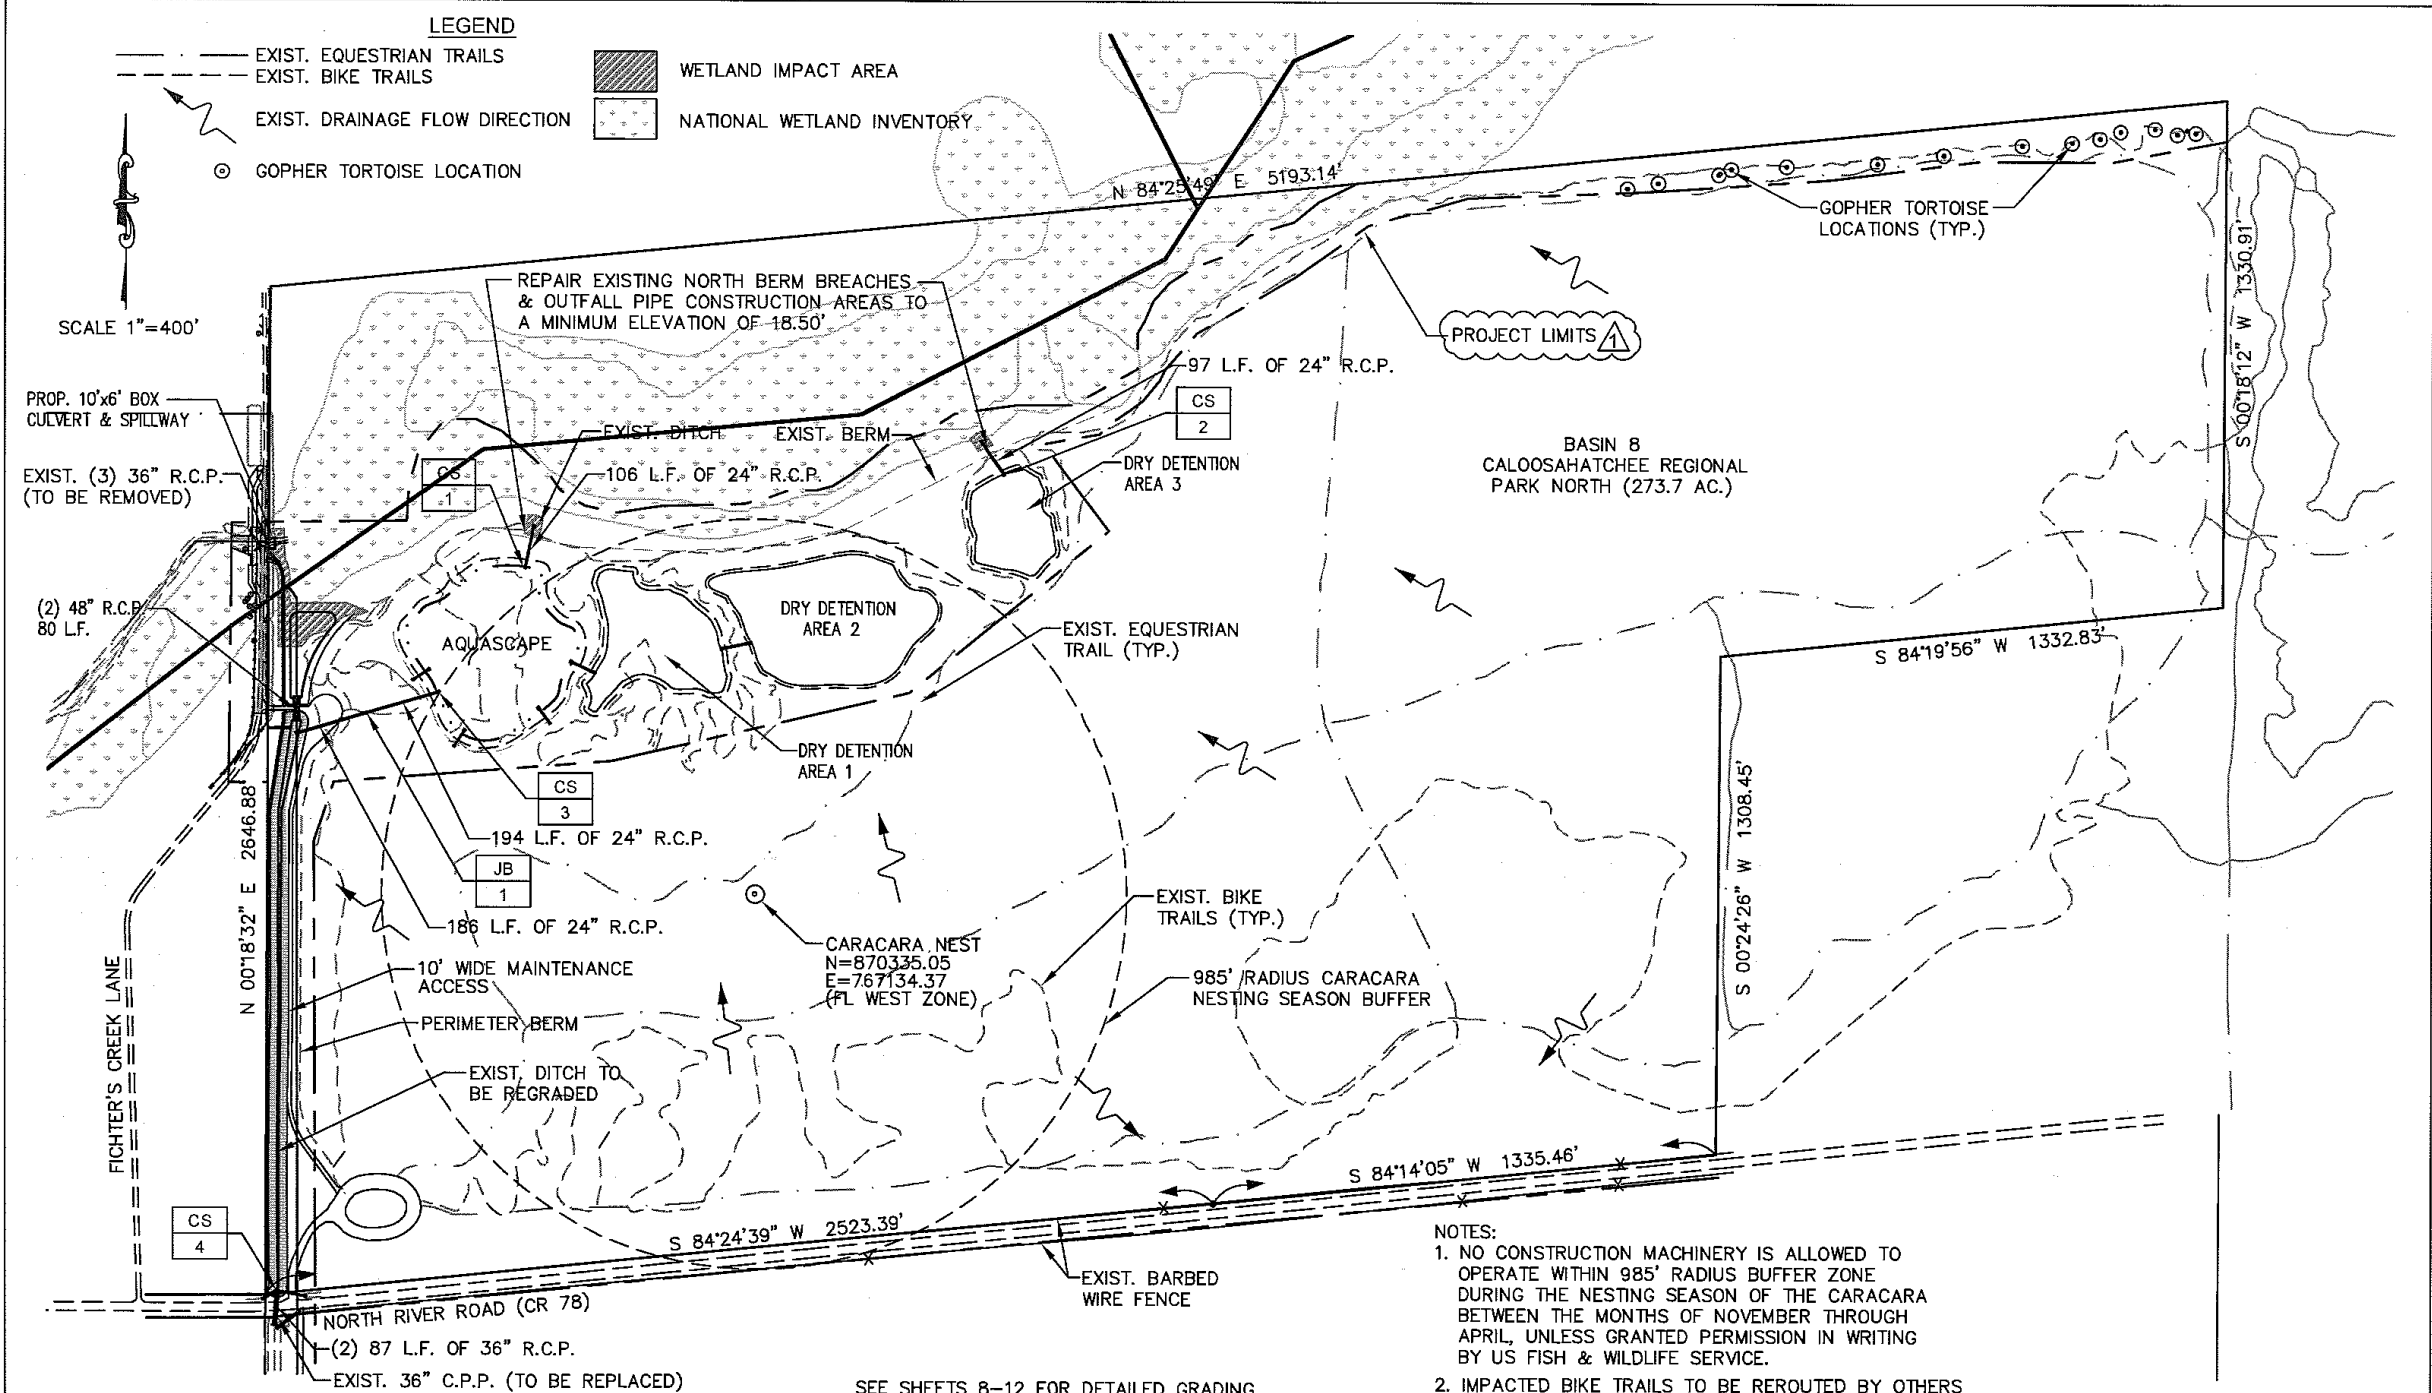 LEGEND
EXIST. EQUESTRIAN TRAILS
EXIST. BIKE TRAILS
EXIST. DRAINAGE FLOW DIRECTION
GOPHER TORTOISE LOCATION
WETLAND IMPACT AREA
NATIONAL WETLAND INVENTORY
SCALE 1"=400'
N 84°25'49" E 5193.14'
GOPHER TORTOISE
LOCATIONS (TYP.)
S 00°18'12" W 1330.91'
REPAIR EXISTING NORTH BERM BREACHES
& OUTFALL PIPE CONSTRUCTION AREAS TO
A MINIMUM ELEVATION OF 18.50'
PROJECT LIMITS 1
97 L.F. OF 24" R.C.P.
CS
2
PROP. 10'x6' BOX
CULVERT & SPILLWAY
EXIST. DITCH
EXIST. BERM
EXIST. (3) 36" R.C.P.
(TO BE REMOVED)
CS
1
106 L.F. OF 24" R.C.P.
DRY DETENTION
AREA 3
BASIN 8
CALOOSAHATCHEE REGIONAL
PARK NORTH (273.7 AC.)
(2) 48" R.C.P.
80 L.F.
AQUASCAPE
DRY DETENTION
AREA 2
EXIST. EQUESTRIAN
TRAIL (TYP.)
S 84°19'56" W 1332.83'
DRY DETENTION
AREA 1
CS
3
194 L.F. OF 24" R.C.P.
JB
1
186 L.F. OF 24" R.C.P.
N 00°18'32" E 2646.88'
S 00°24'26" W 1308.45'
FICHTER'S CREEK LANE
CARACARA NEST
N=870335.05
E=767134.37
(FL WEST ZONE)
EXIST. BIKE
TRAILS (TYP.)
985' RADIUS CARACARA
NESTING SEASON BUFFER
10' WIDE MAINTENANCE
ACCESS
PERIMETER BERM
EXIST. DITCH TO
BE REGRADED
CS
4
S 84°24'39" W 2523.39'
S 84°14'05" W 1335.46'
EXIST. BARBED
WIRE FENCE
NORTH RIVER ROAD (CR 78)
(2) 87 L.F. OF 36" R.C.P.
EXIST. 36" C.P.P. (TO BE REPLACED)
SEE SHEETS 8-12 FOR DETAILED GRADING
NOTES:
1. NO CONSTRUCTION MACHINERY IS ALLOWED TO
OPERATE WITHIN 985' RADIUS BUFFER ZONE
DURING THE NESTING SEASON OF THE CARACARA
BETWEEN THE MONTHS OF NOVEMBER THROUGH
APRIL, UNLESS GRANTED PERMISSION IN WRITING
BY US FISH & WILDLIFE SERVICE.
2. IMPACTED BIKE TRAILS TO BE REROUTED BY OTHERS